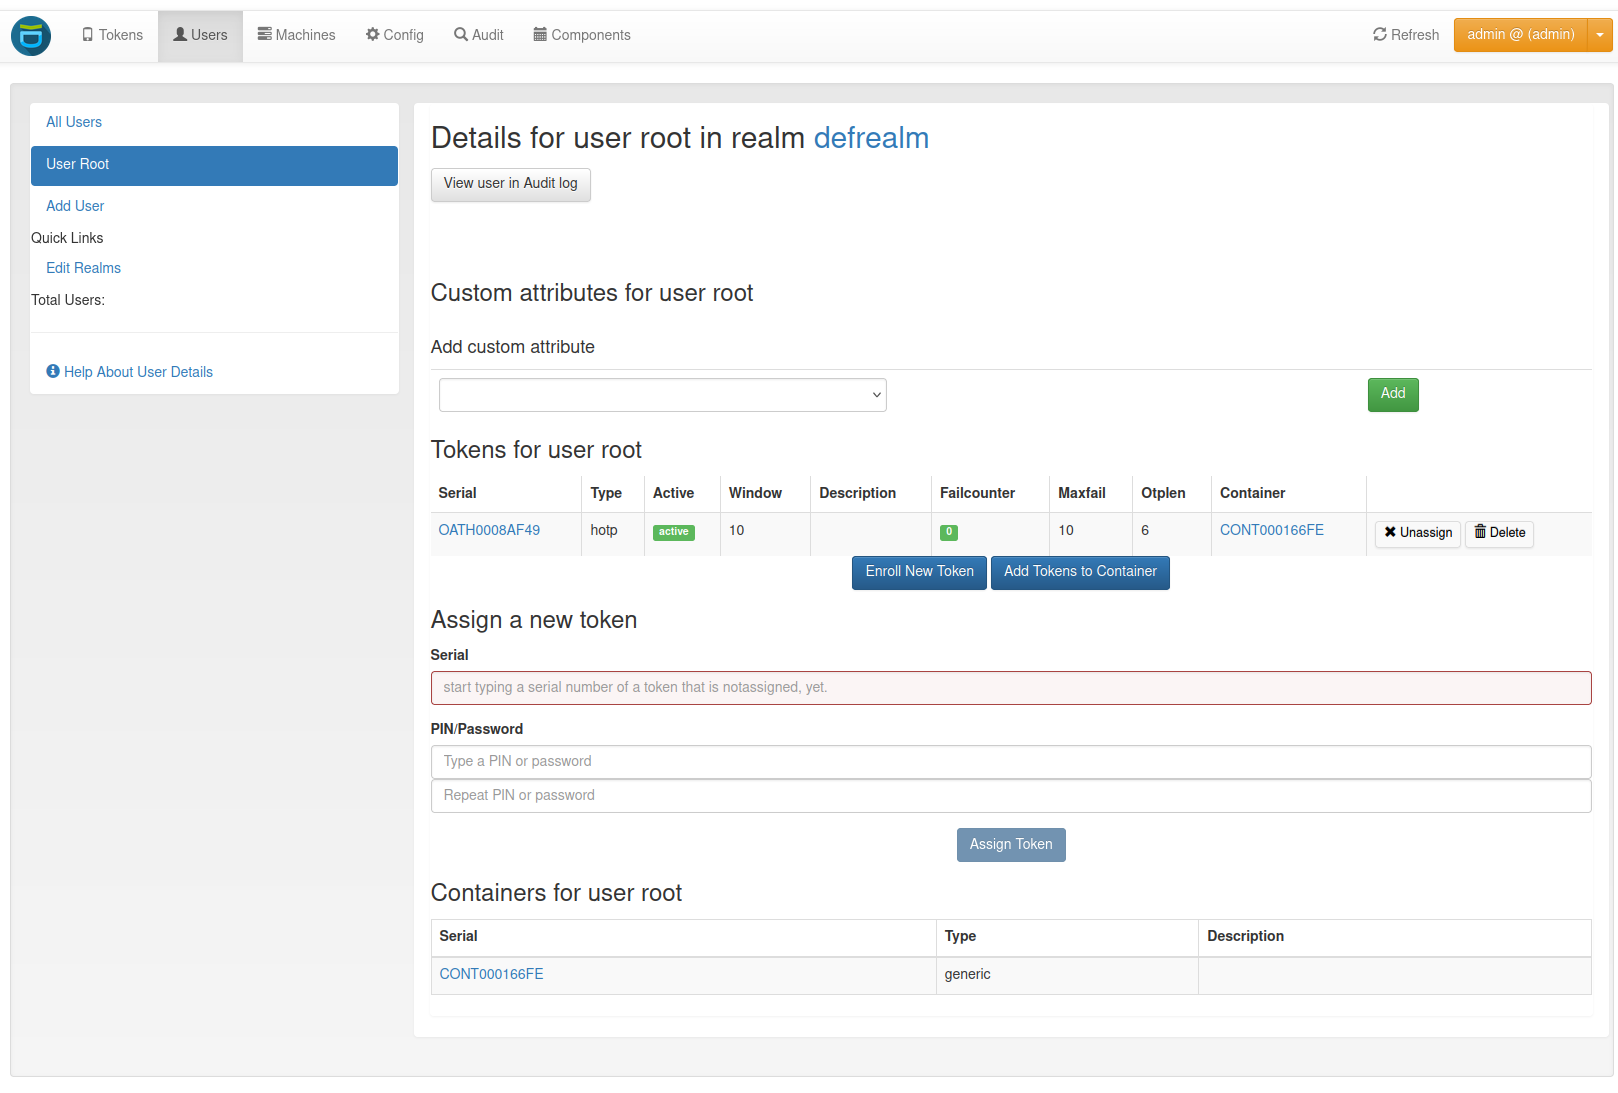 Tokens Users Machines Config Audit Components Refresh admin @ (admin)
All Users
User Root
Add User
Quick Links
Edit Realms
Total Users:
Help About User Details
Details for user root in realm defrealm
View user in Audit log
Custom attributes for user root
Add custom attribute
Add
Tokens for user root
Serial Type Active Window Description Failcounter Maxfail Otplen Container
OATH0008AF49 hotp active 10 0 10 6 CONT000166FE Unassign Delete
Enroll New Token Add Tokens to Container
Assign a new token
Serial
start typing a serial number of a token that is notassigned, yet.
PIN/Password
Type a PIN or password
Repeat PIN or password
Assign Token
Containers for user root
Serial Type Description
CONT000166FE generic